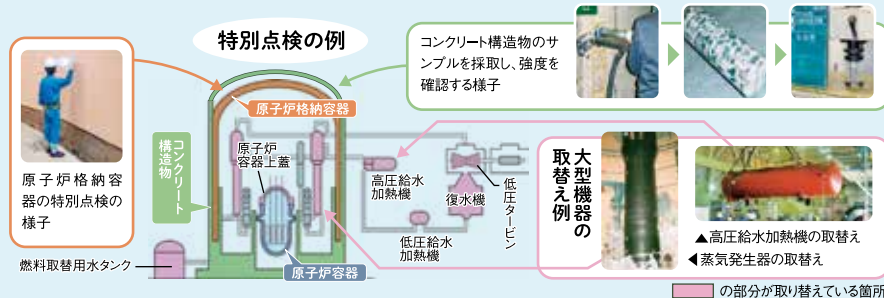 特別点検の例
原子炉格納容
器の特別点検の
様子
コンクリート構造物のサ
ンプルを採取し、強度を
確認する様子
原子炉格納容器
コンクリート
構造物
原子炉
容器上蓋
高圧給水
加熱機
復水機
低圧タービン
低圧給水
加熱機
燃料取替用水タンク
原子炉容器
大型機器の
取替え例
▲高圧給水加熱機の取替え
◀蒸気発生器の取替え
の部分が取り替えている箇所